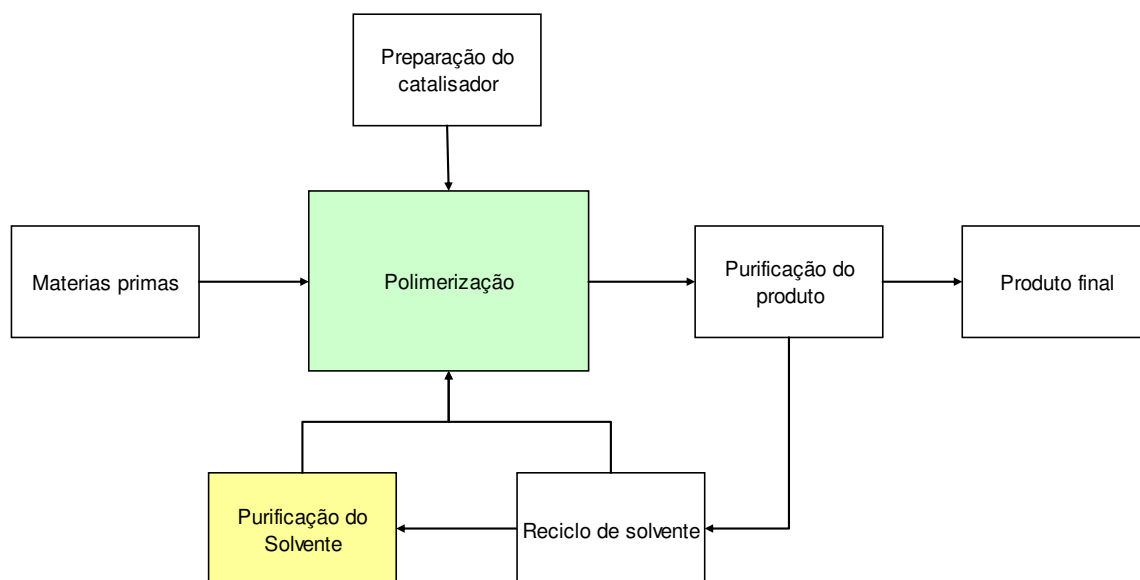 Preparação do
catalisador
Materias primas
Polimerização
Purificação do
produto
Produto final
Purificação do
Solvente
Reciclo de solvente